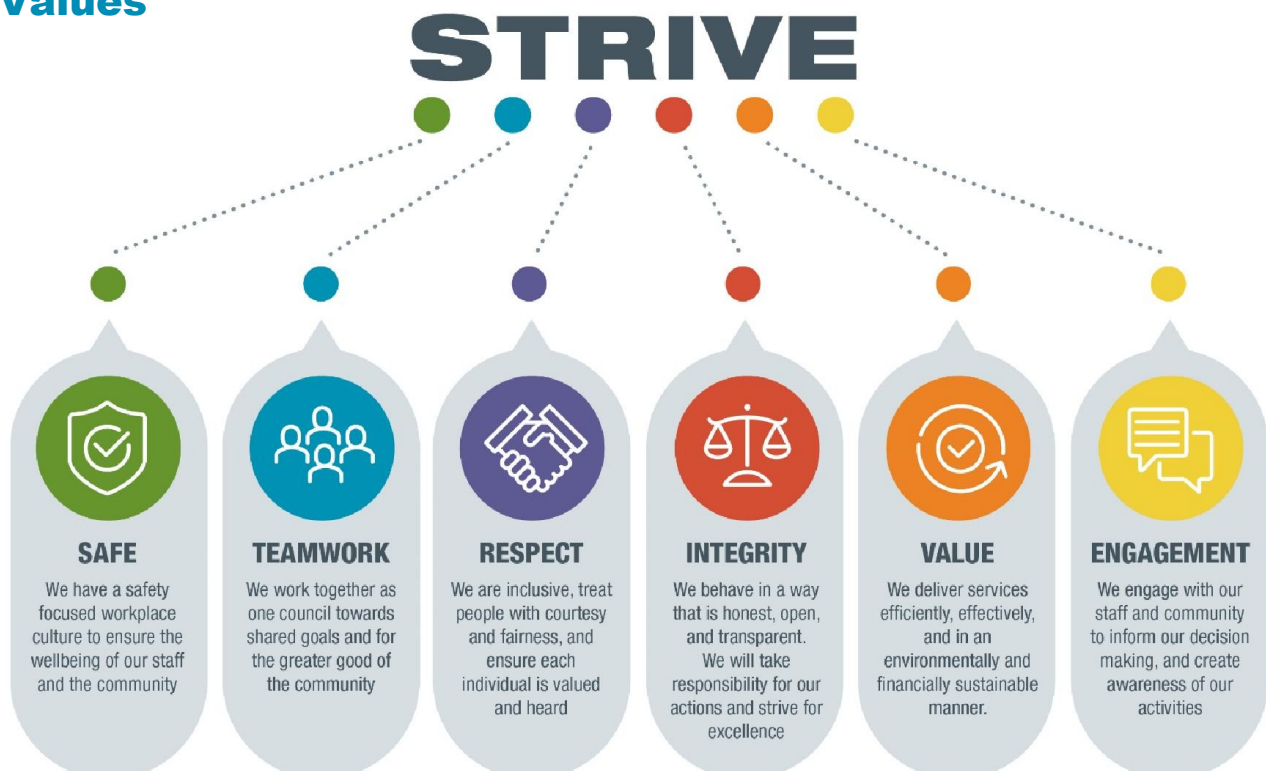 Values
STRIVE
SAFE
We have a safety
focused workplace
culture to ensure the
wellbeing of our staff
and the community
TEAMWORK
We work together as
one council towards
shared goals and for
the greater good of
the community
RESPECT
We are inclusive, treat
people with courtesy
and fairness, and
ensure each
individual is valued
and heard
INTEGRITY
We behave in a way
that is honest, open,
and transparent.
We will take
responsibility for our
actions and strive for
excellence
VALUE
We deliver services
efficiently, effectively,
and in an
environmentally and
financially sustainable
manner.
ENGAGEMENT
We engage with our
staff and community
to inform our decision
making, and create
awareness of our
activities